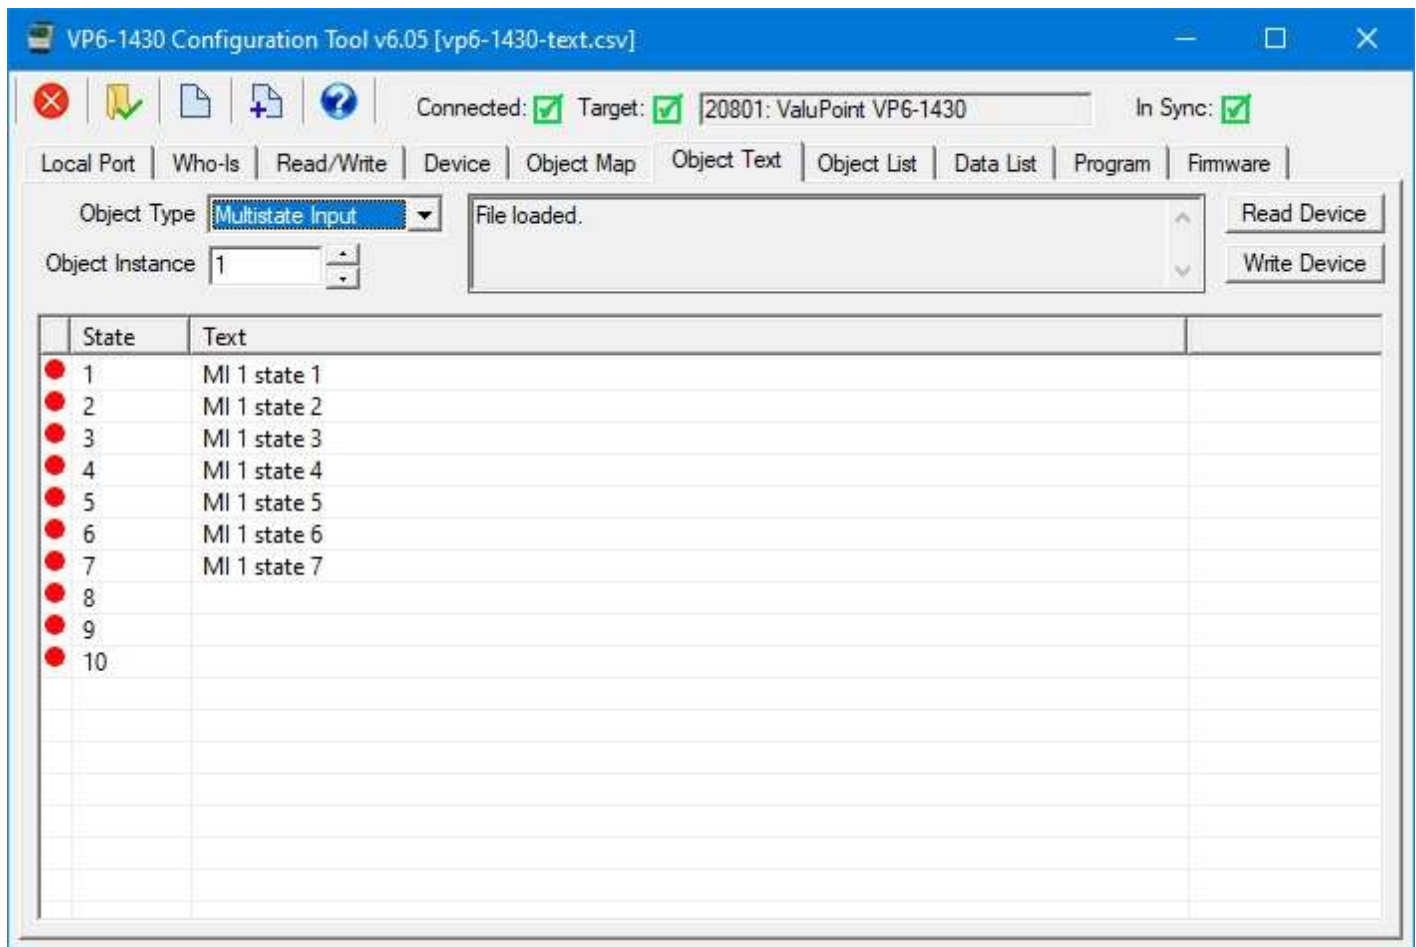 VP6-1430 Configuration Tool v6.05 [vp6-1430-text.csv]
Connected: Target: 20801: ValuPoint VP6-1430 In Sync:
Local Port Who-Is Read/Write Device Object Map Object Text Object List Data List Program Firmware
Object Type Multistate Input File loaded. Read Device
Object Instance 1 Write Device
State Text
1 MI 1 state 1
2 MI 1 state 2
3 MI 1 state 3
4 MI 1 state 4
5 MI 1 state 5
6 MI 1 state 6
7 MI 1 state 7
8
9
10